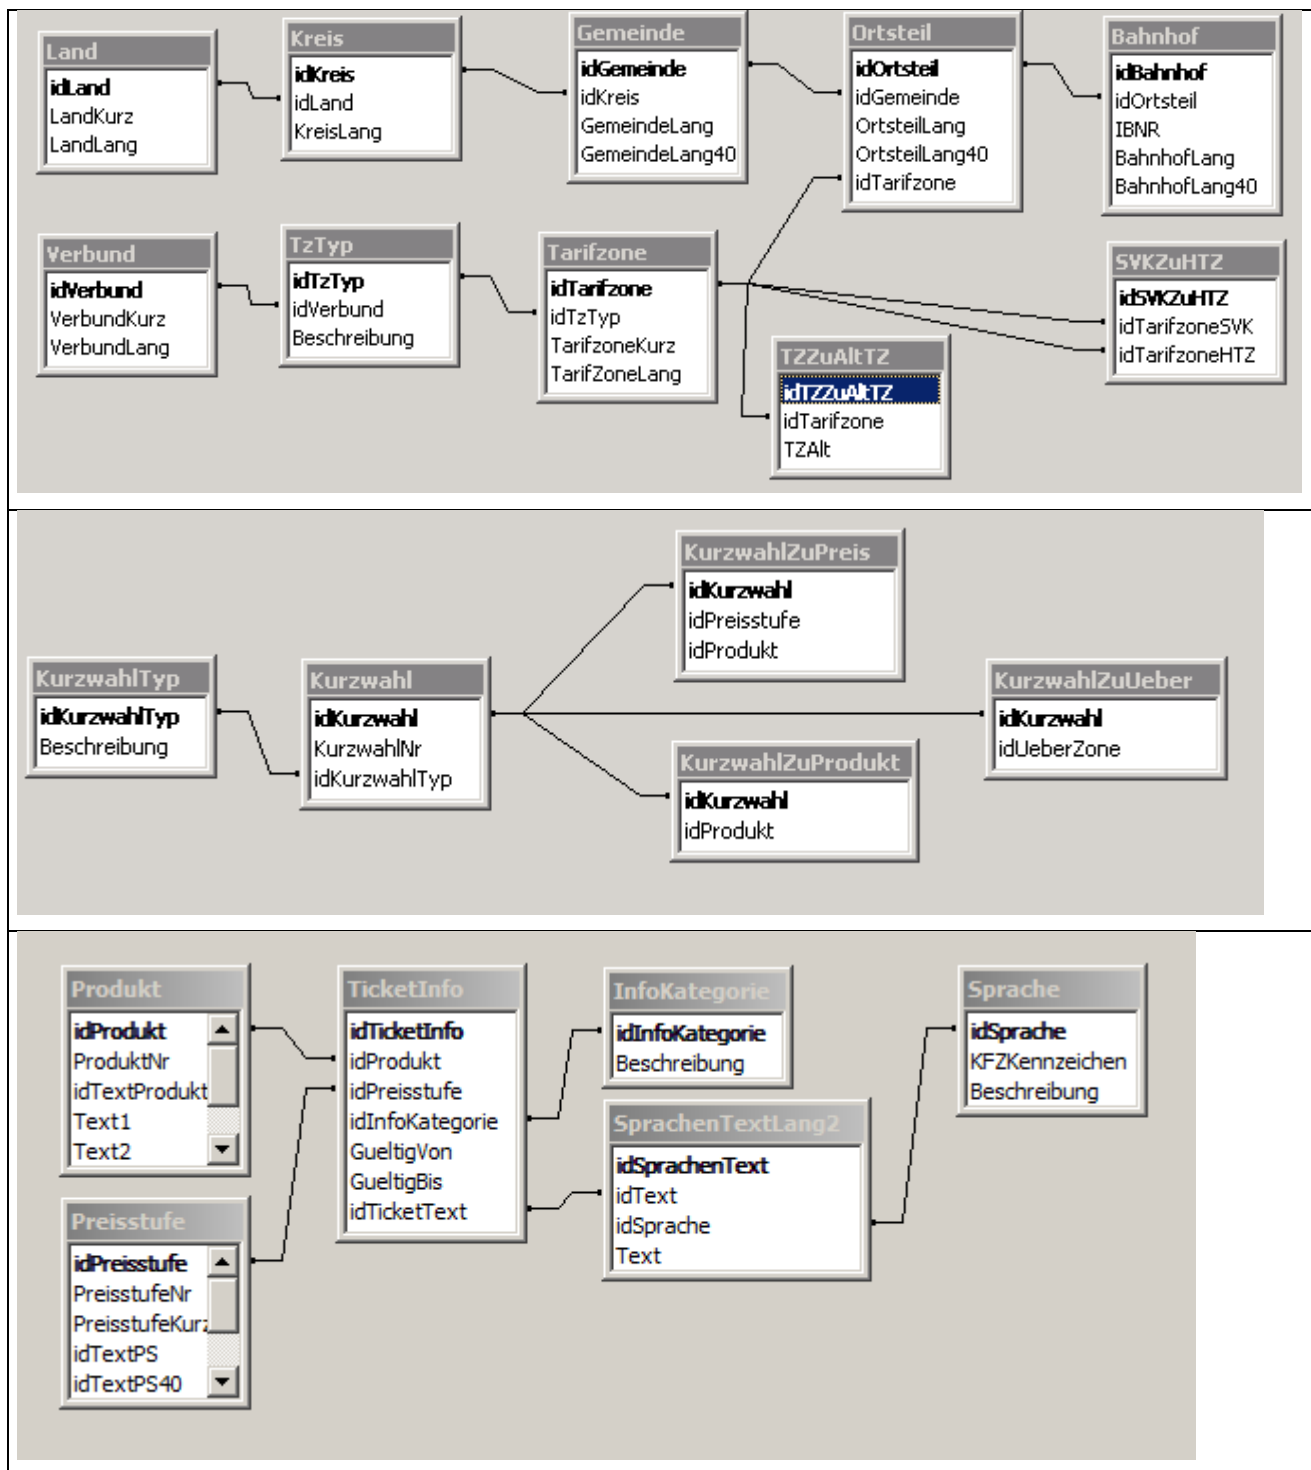 Land
idLand
LandKurz
LandLang
Kreis
idKreis
idLand
KreisLang
Gemeinde
idGemeinde
idKreis
GemeindeLang
GemeindeLang40
Ortsteil
idOrtsteil
idGemeinde
OrtsteilLang
OrtsteilLang40
idTarifzone
Bahnhof
idBahnhof
idOrtsteil
IBNR
BahnhofLang
BahnhofLang40
Verbund
idVerbund
VerbundKurz
VerbundLang
TzTyp
idTzTyp
idVerbund
Beschreibung
Tarifzone
idTarifzone
idTzTyp
TarifzoneKurz
TarifZoneLang
TZZuAltTZ
idTZZuAltTZ
idTarifzone
TZAlt
SVKZuHTZ
idSVKZuHTZ
idTarifzoneSVK
idTarifzoneHTZ
KurzwahlTyp
idKurzwahlTyp
Beschreibung
Kurzwahl
idKurzwahl
KurzwahlNr
idKurzwahlTyp
KurzwahlZuPreis
idKurzwahl
idPreisstufe
idProdukt
KurzwahlZuProdukt
idKurzwahl
idProdukt
KurzwahlZuUeber
idKurzwahl
idUeberZone
Produkt
idProdukt
ProduktNr
idTextProdukt
Text1
Text2
Preisstufe
idPreisstufe
PreisstufeNr
PreisstufeKurz
idTextPS
idTextPS40
TicketInfo
idTicketInfo
idProdukt
idPreisstufe
idInfoKategorie
GueltigVon
GueltigBis
idTicketText
InfoKategorie
idInfoKategorie
Beschreibung
SprachenTextLang2
idSprachenText
idText
idSprache
Text
Sprache
idSprache
KFZKennzeichen
Beschreibung